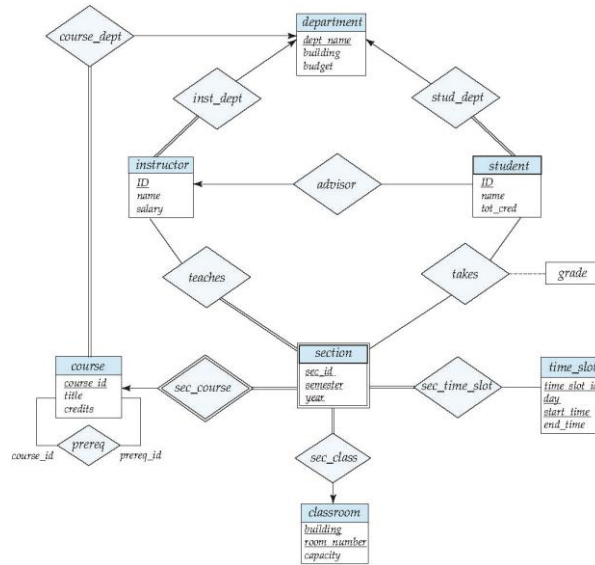 department
course_dept
dept_name
building
budget
inst_dept
stud_dept
instructor
ID
name
salary
advisor
student
ID
name
tot_cred
teaches
takes
grade
course
course_id
title
credits
sec_course
section
sec_id
semester
year
sec_time_slot
time_slot
time_slot_id
day
start_time
end_time
course_id
prereq
prereq_id
sec_class
classroom
building
room_number
capacity